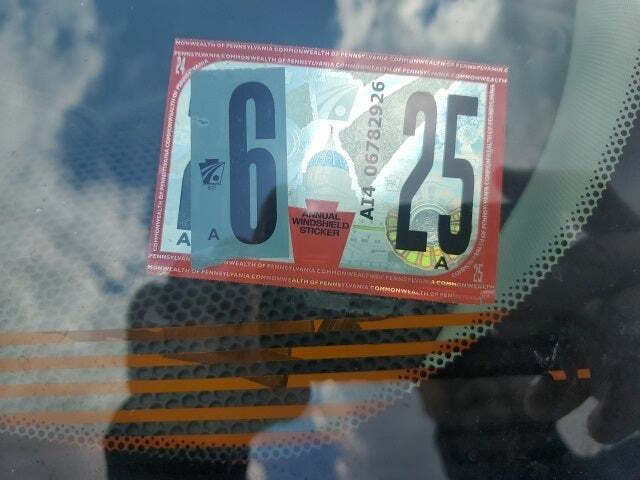 COMMONWEALTH OF PENNSYLVANIA COMMONWEALTH OF PENNSYLVANIA
6
25
AI4 06782926
ANNUAL
WINDSHIELD
STICKER
A
A
A
25
COMMONWEALTH OF PENNSYLVANIA COMMONWEALTH OF PENNSYLVANIA